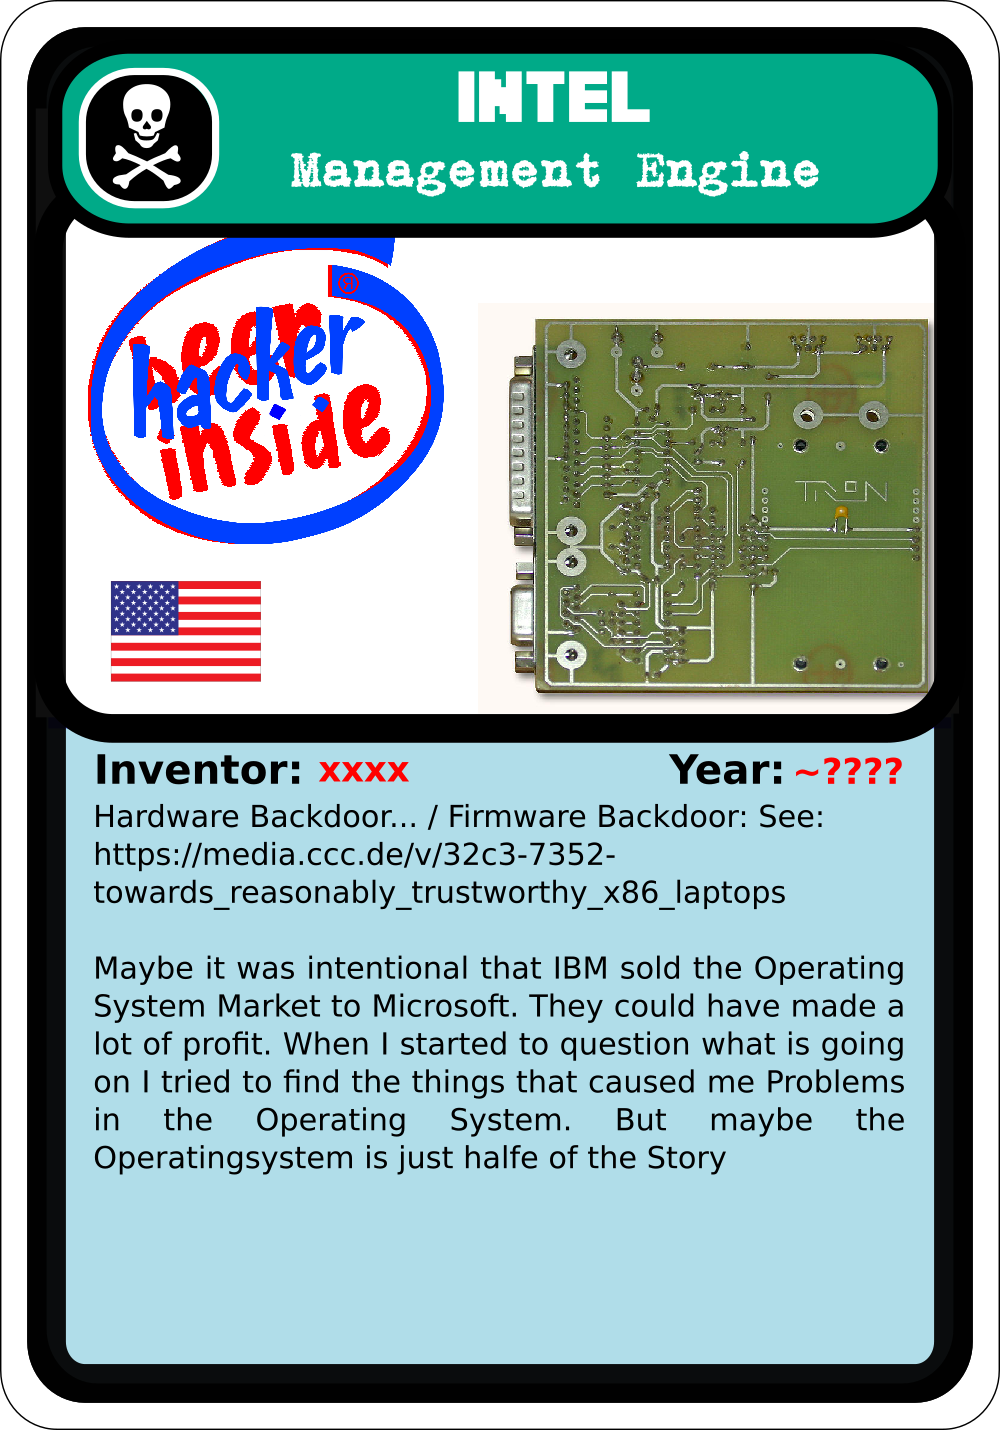 INTEL
Management Engine
beer
hacker
inside
®
TRON
Inventor: xxxx
Year: ~????
Hardware Backdoor... / Firmware Backdoor: See:
https://media.ccc.de/v/32c3-7352-
towards_reasonably_trustworthy_x86_laptops
Maybe it was intentional that IBM sold the Operating
System Market to Microsoft. They could have made a
lot of profit. When I started to question what is going
on I tried to find the things that caused me Problems
in the Operating System. But maybe the
Operatingsystem is just halfe of the Story